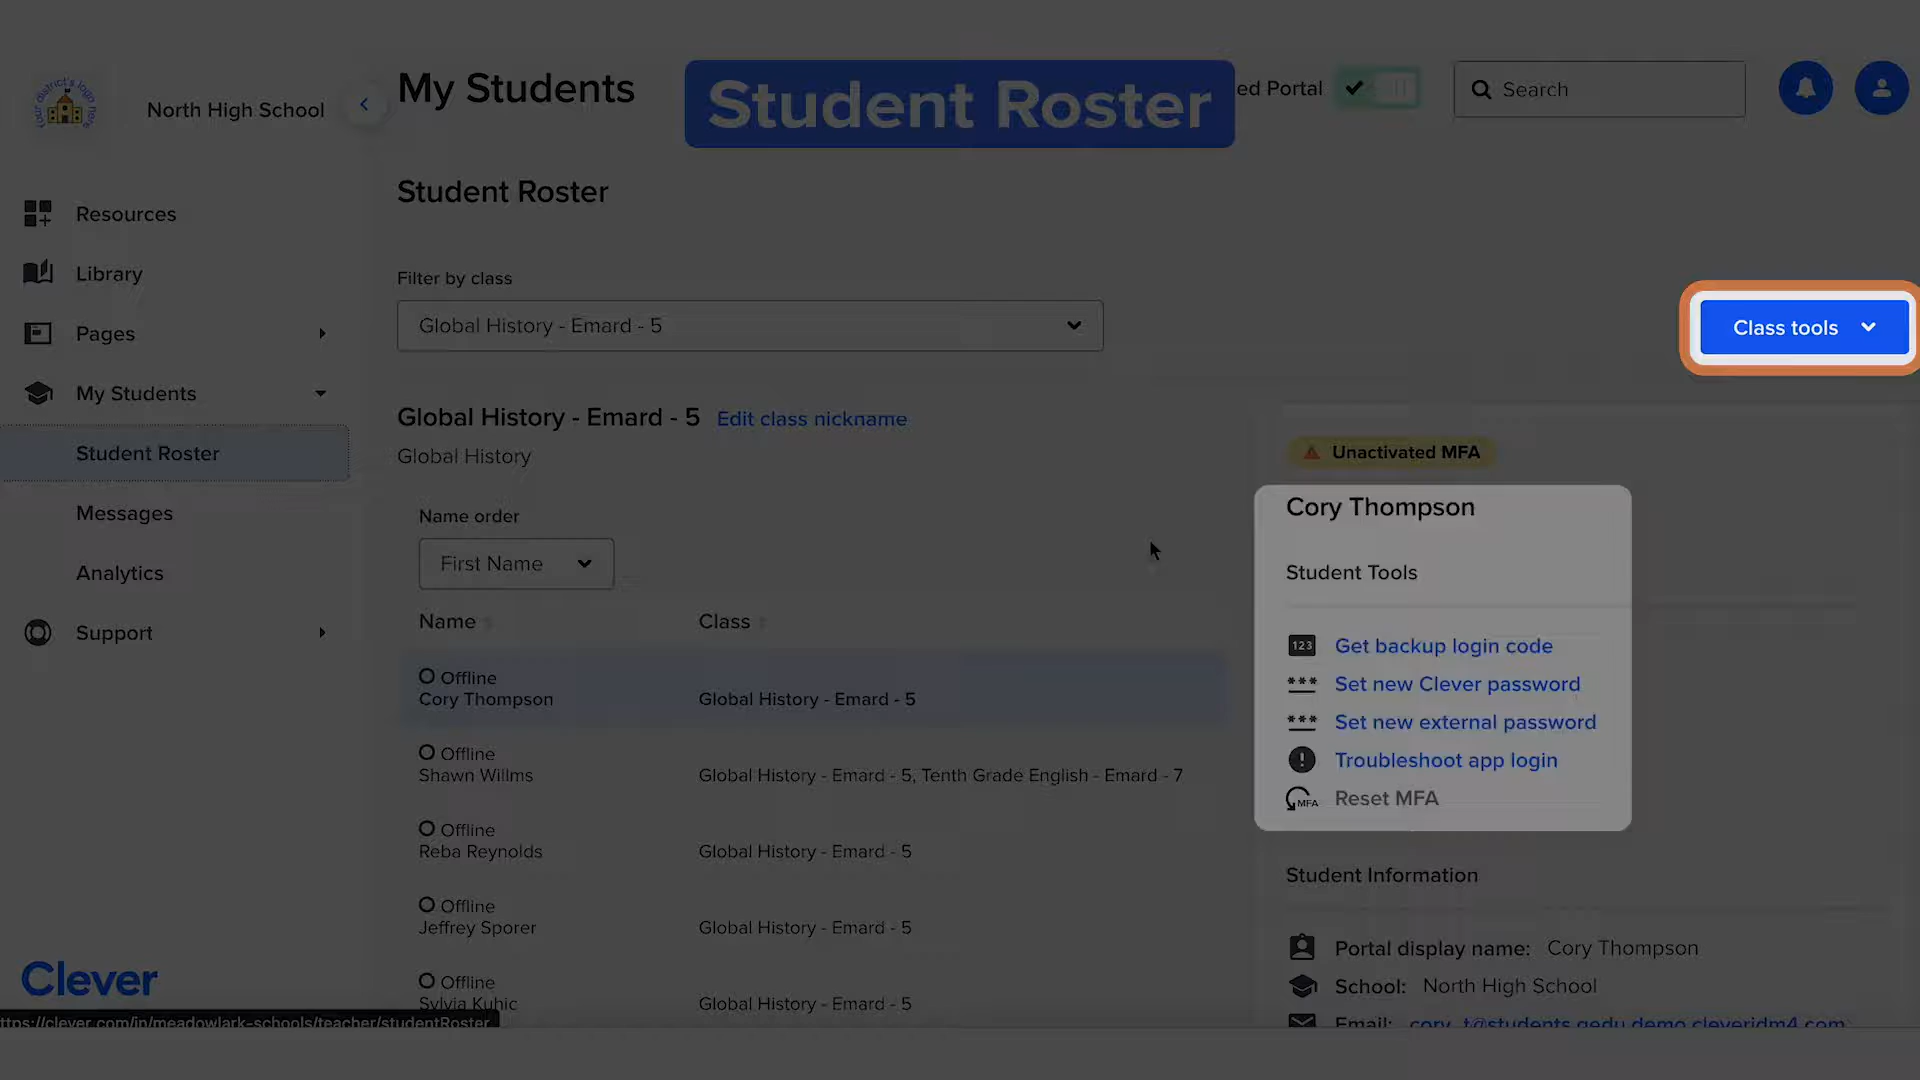 your district's logo here
North High School
My Students
Student Roster
ed Portal
Search
Resources
Library
Pages
My Students
Student Roster
Messages
Analytics
Support
Clever
Student Roster
Filter by class
Global History - Emard - 5
Class tools
Global History - Emard - 5 Edit class nickname
Global History
Name order
First Name
Name Class
Offline
Cory Thompson Global History - Emard - 5
Offline
Shawn Willms Global History - Emard - 5, Tenth Grade English - Emard - 7
Offline
Reba Reynolds Global History - Emard - 5
Offline
Jeffrey Sporer Global History - Emard - 5
Offline
Sylvia Kuhic Global History - Emard - 5
Unactivated MFA
Cory Thompson
Student Tools
123 Get backup login code
*** Set new Clever password
*** Set new external password
! Troubleshoot app login
MFA Reset MFA
Student Information
Portal display name: Cory Thompson
School: North High School
Email: cory_t@students.qedu.demo.cleveridm4.com
ttps://clever.com/in/meadowlark-schools/teacher/studentRoster